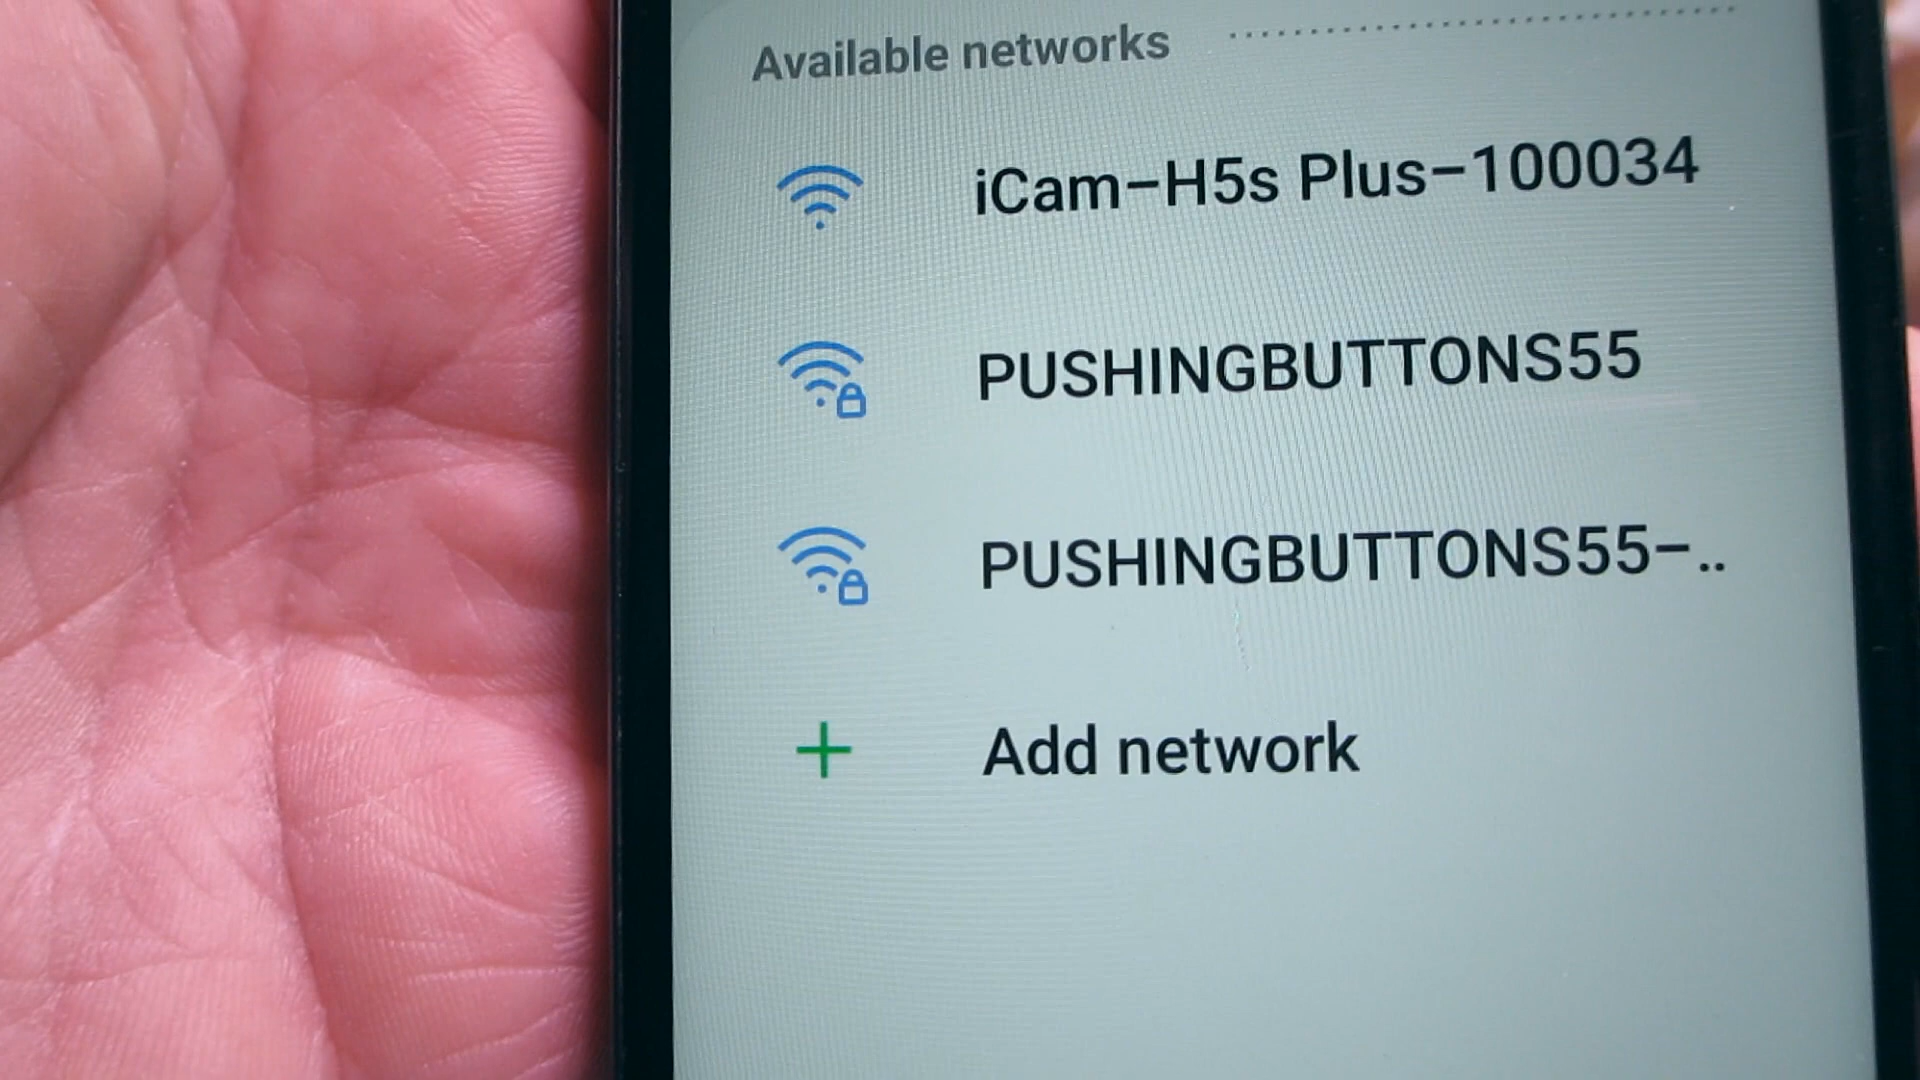 Available networks
iCam-H5s Plus-100034
PUSHINGBUTTONS55
PUSHINGBUTTONS55-..
Add network